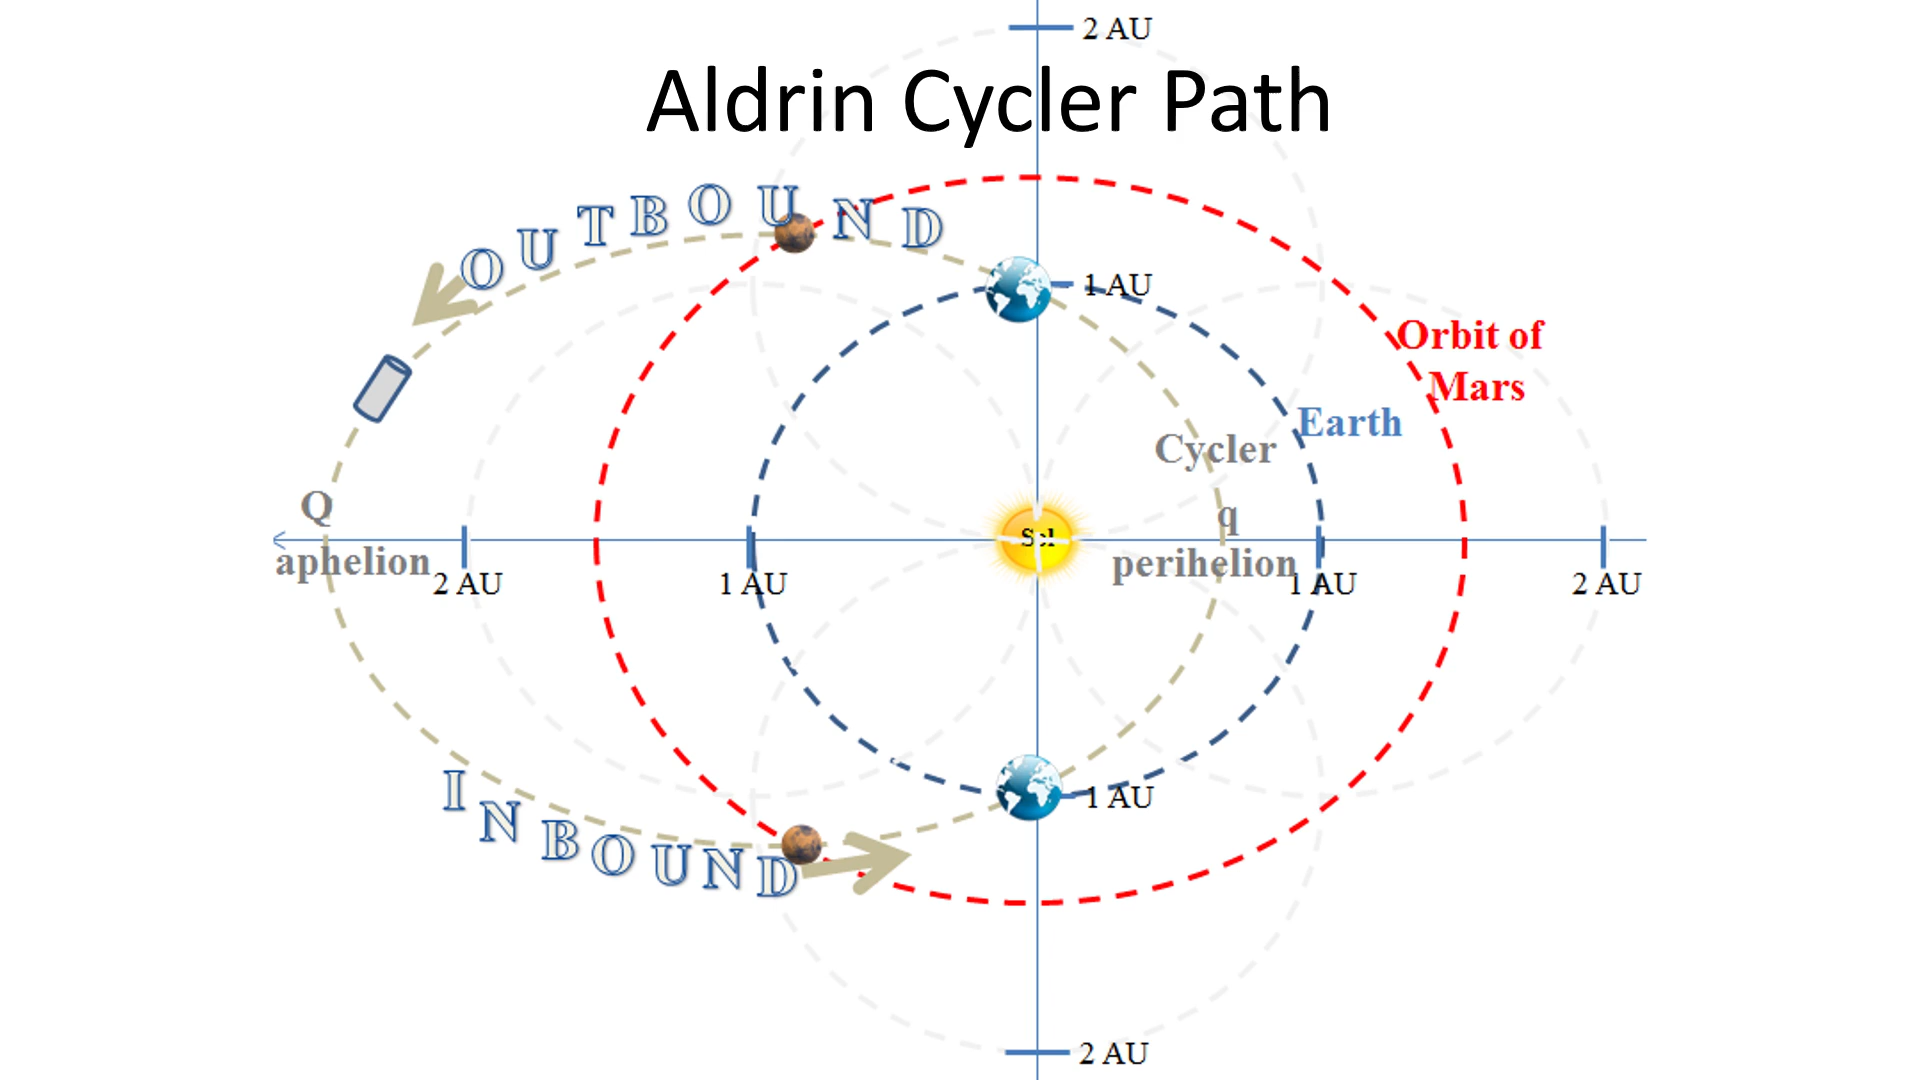 2 AU
Aldrin Cycler Path
OUTBOUND
1 AU
Orbit of
Mars
Earth
Cycler
Q
q
Sol
aphelion
perihelion
2 AU
1 AU
1 AU
2 AU
INBOUND
1 AU
2 AU